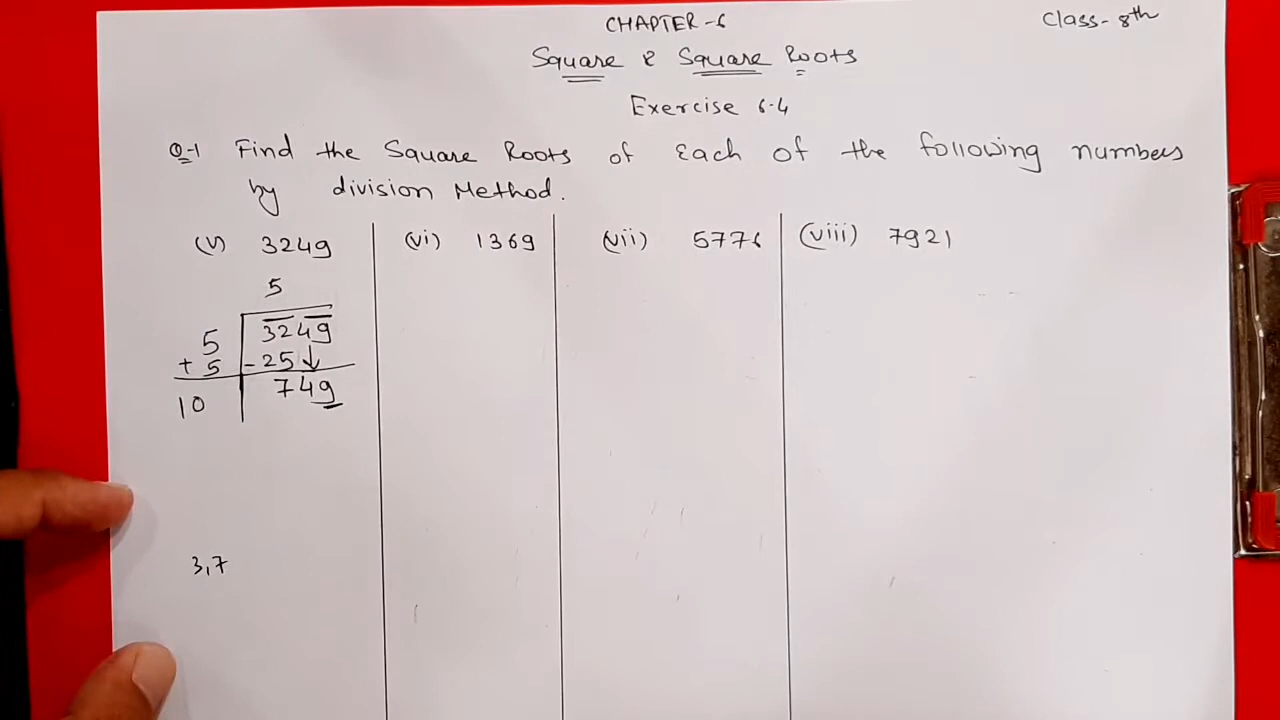 CHAPTER-6
Class- 8th
Square & Square Roots
Exercise 6.4
Q-1 Find the Square Roots of Each of the following numbers
by division Method.
(v) 3249 (vi) 1369 (vii) 5776 (viii) 7921
5
5 3249
+ 5 -25↓
10 749
3,7